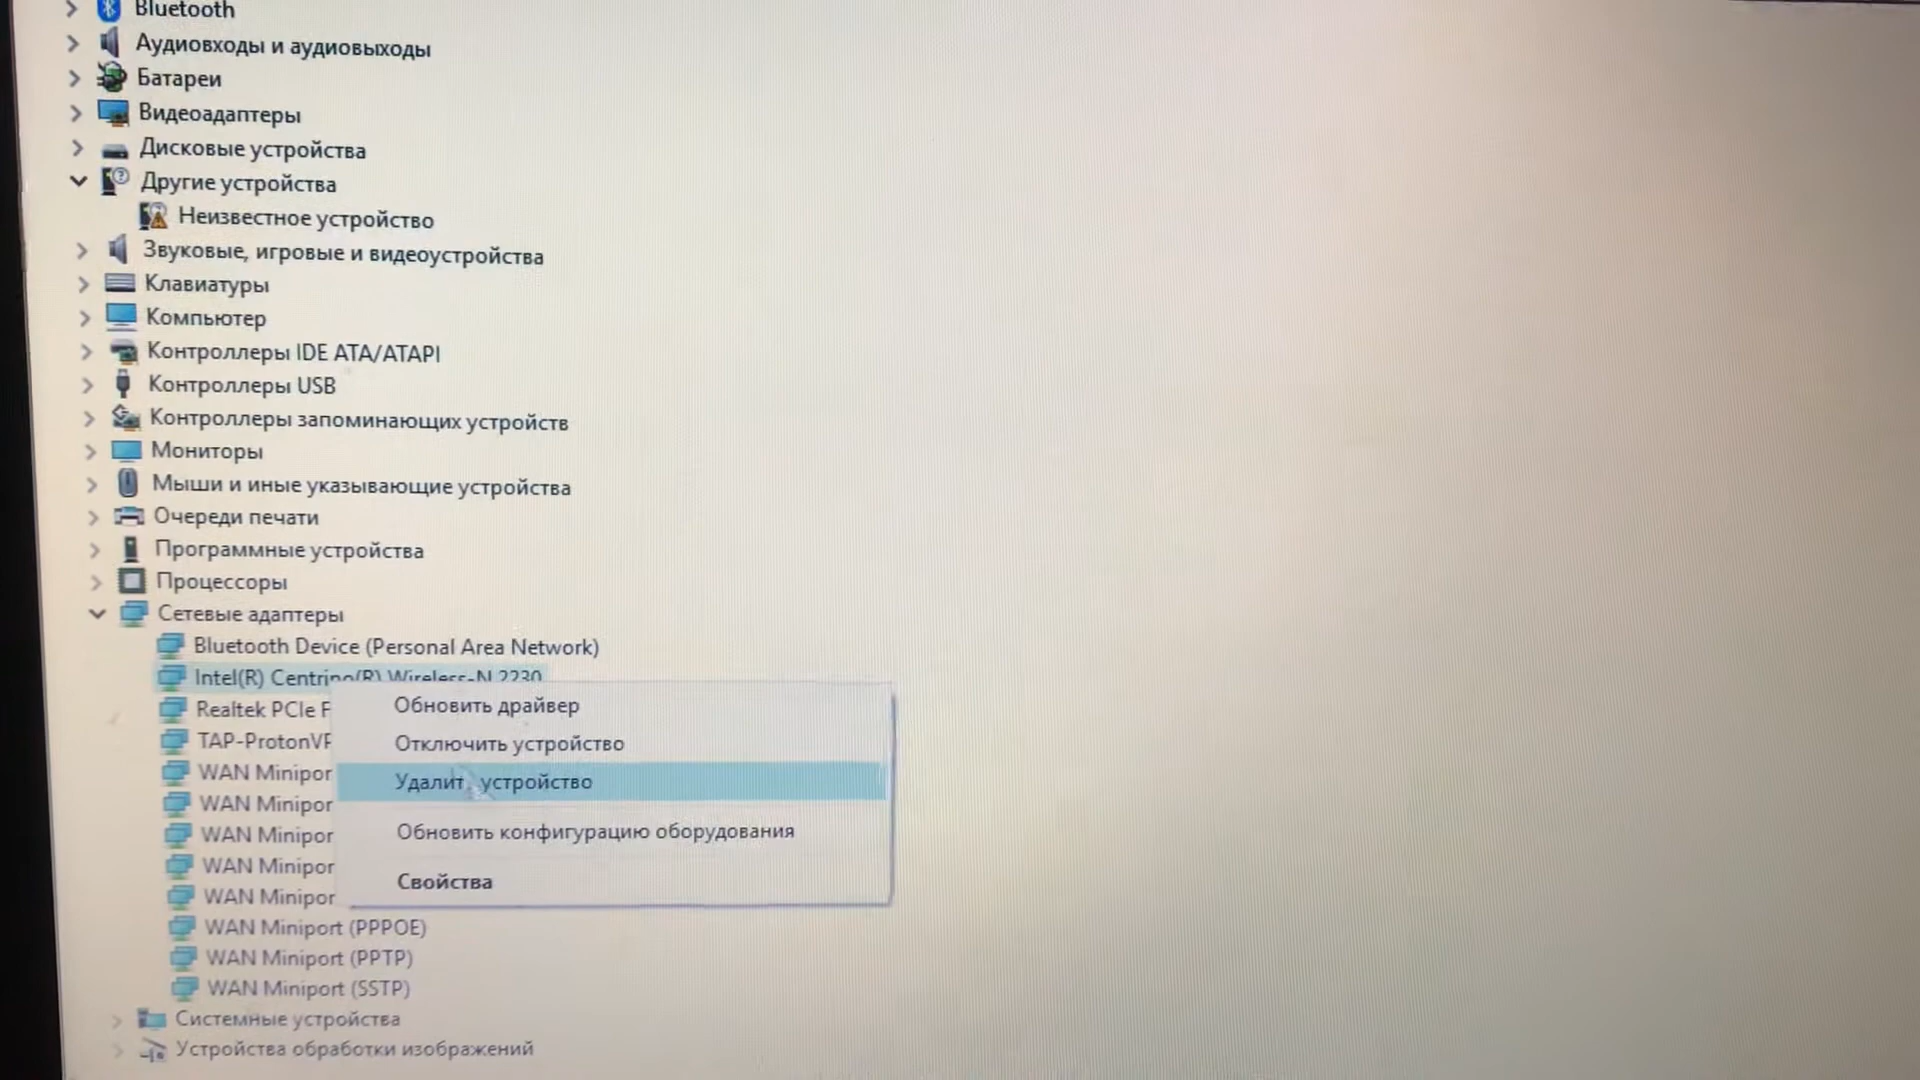 Bluetooth
Аудиовходы и аудиовыходы
Батареи
Видеоадаптеры
Дисковые устройства
Другие устройства
Неизвестное устройство
Звуковые, игровые и видеоустройства
Клавиатуры
Компьютер
Контроллеры IDE ATA/ATAPI
Контроллеры USB
Контроллеры запоминающих устройств
Мониторы
Мыши и иные указывающие устройства
Очереди печати
Программные устройства
Процессоры
Сетевые адаптеры
Bluetooth Device (Personal Area Network)
Intel(R) Centrino(R) Wireless-N 2230
Realtek PCIe F
TAP-ProtonVP
WAN Minipor
WAN Minipor
WAN Minipor
WAN Minipor
WAN Minipor
WAN Miniport (PPPOE)
WAN Miniport (PPTP)
WAN Miniport (SSTP)
Системные устройства
Устройства обработки изображений
Обновить драйвер
Отключить устройство
Удалить устройство
Обновить конфигурацию оборудования
Свойства